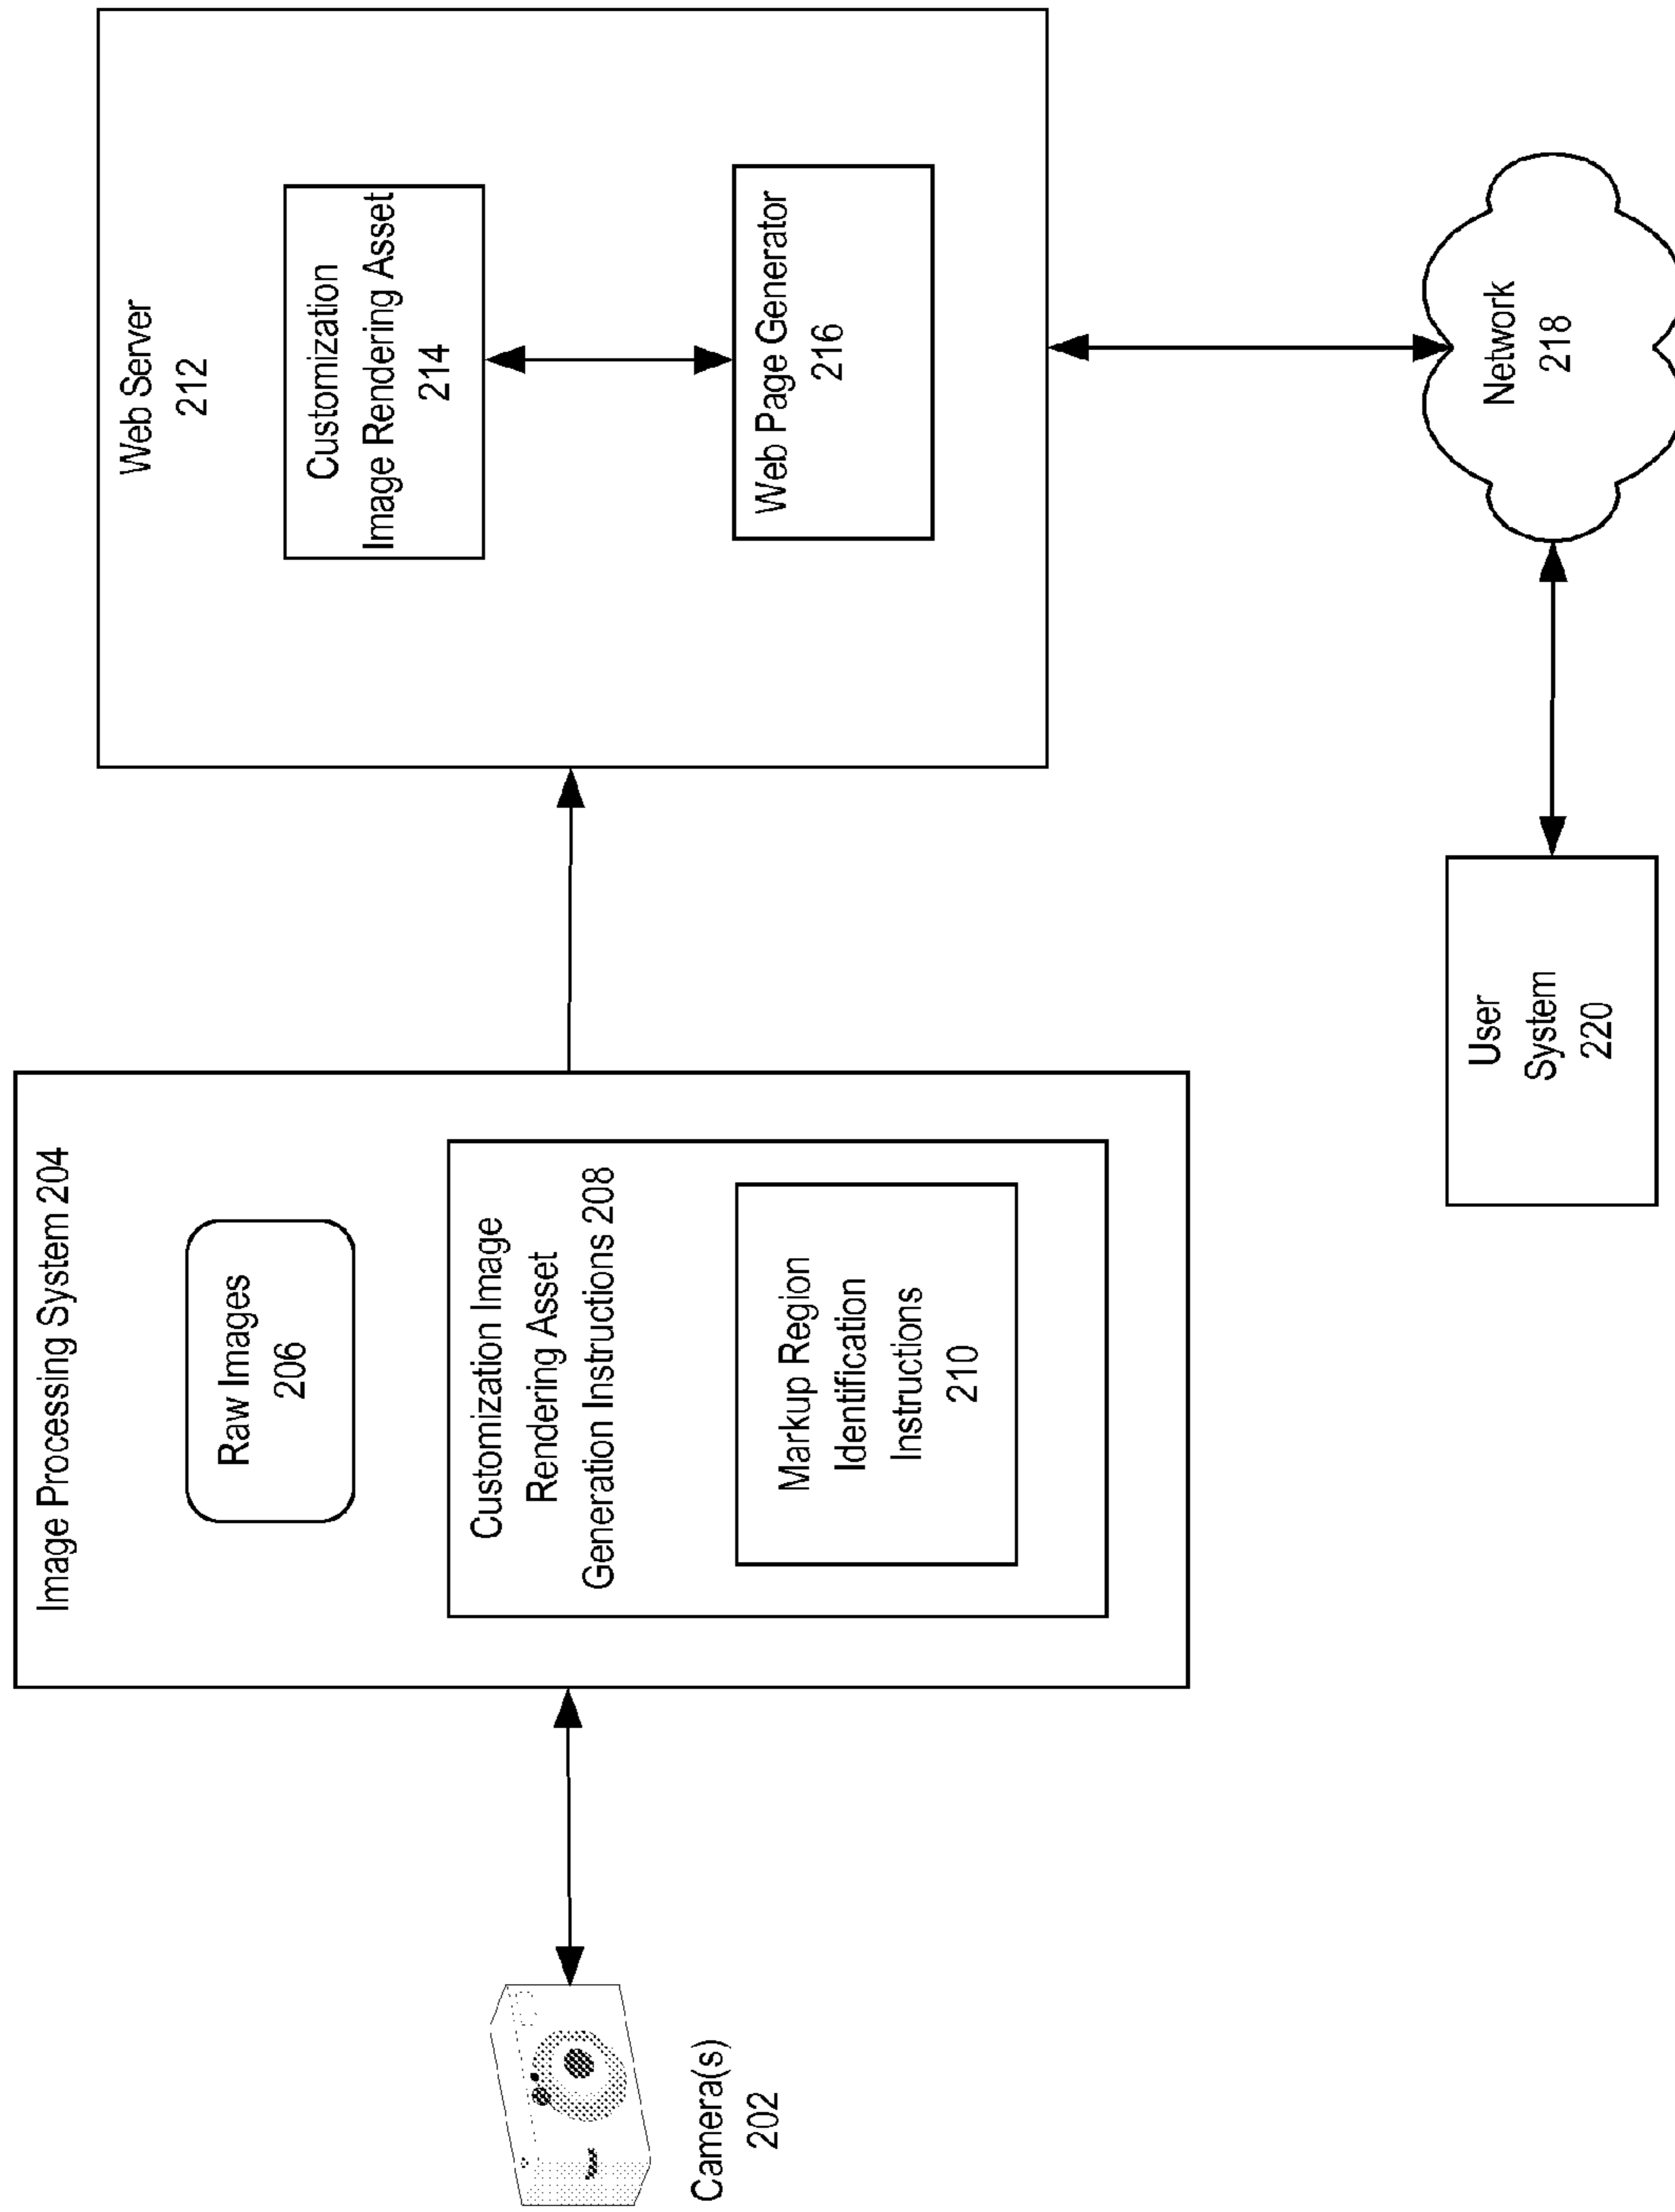 Camera(s)
202
Image Processing System 204
Raw Images
206
Customization Image
Rendering Asset
Generation Instructions 208
Markup Region
Identification
Instructions
210
Web Server
212
Customization
Image Rendering Asset
214
Web Page Generator
216
User
System
220
Network
218